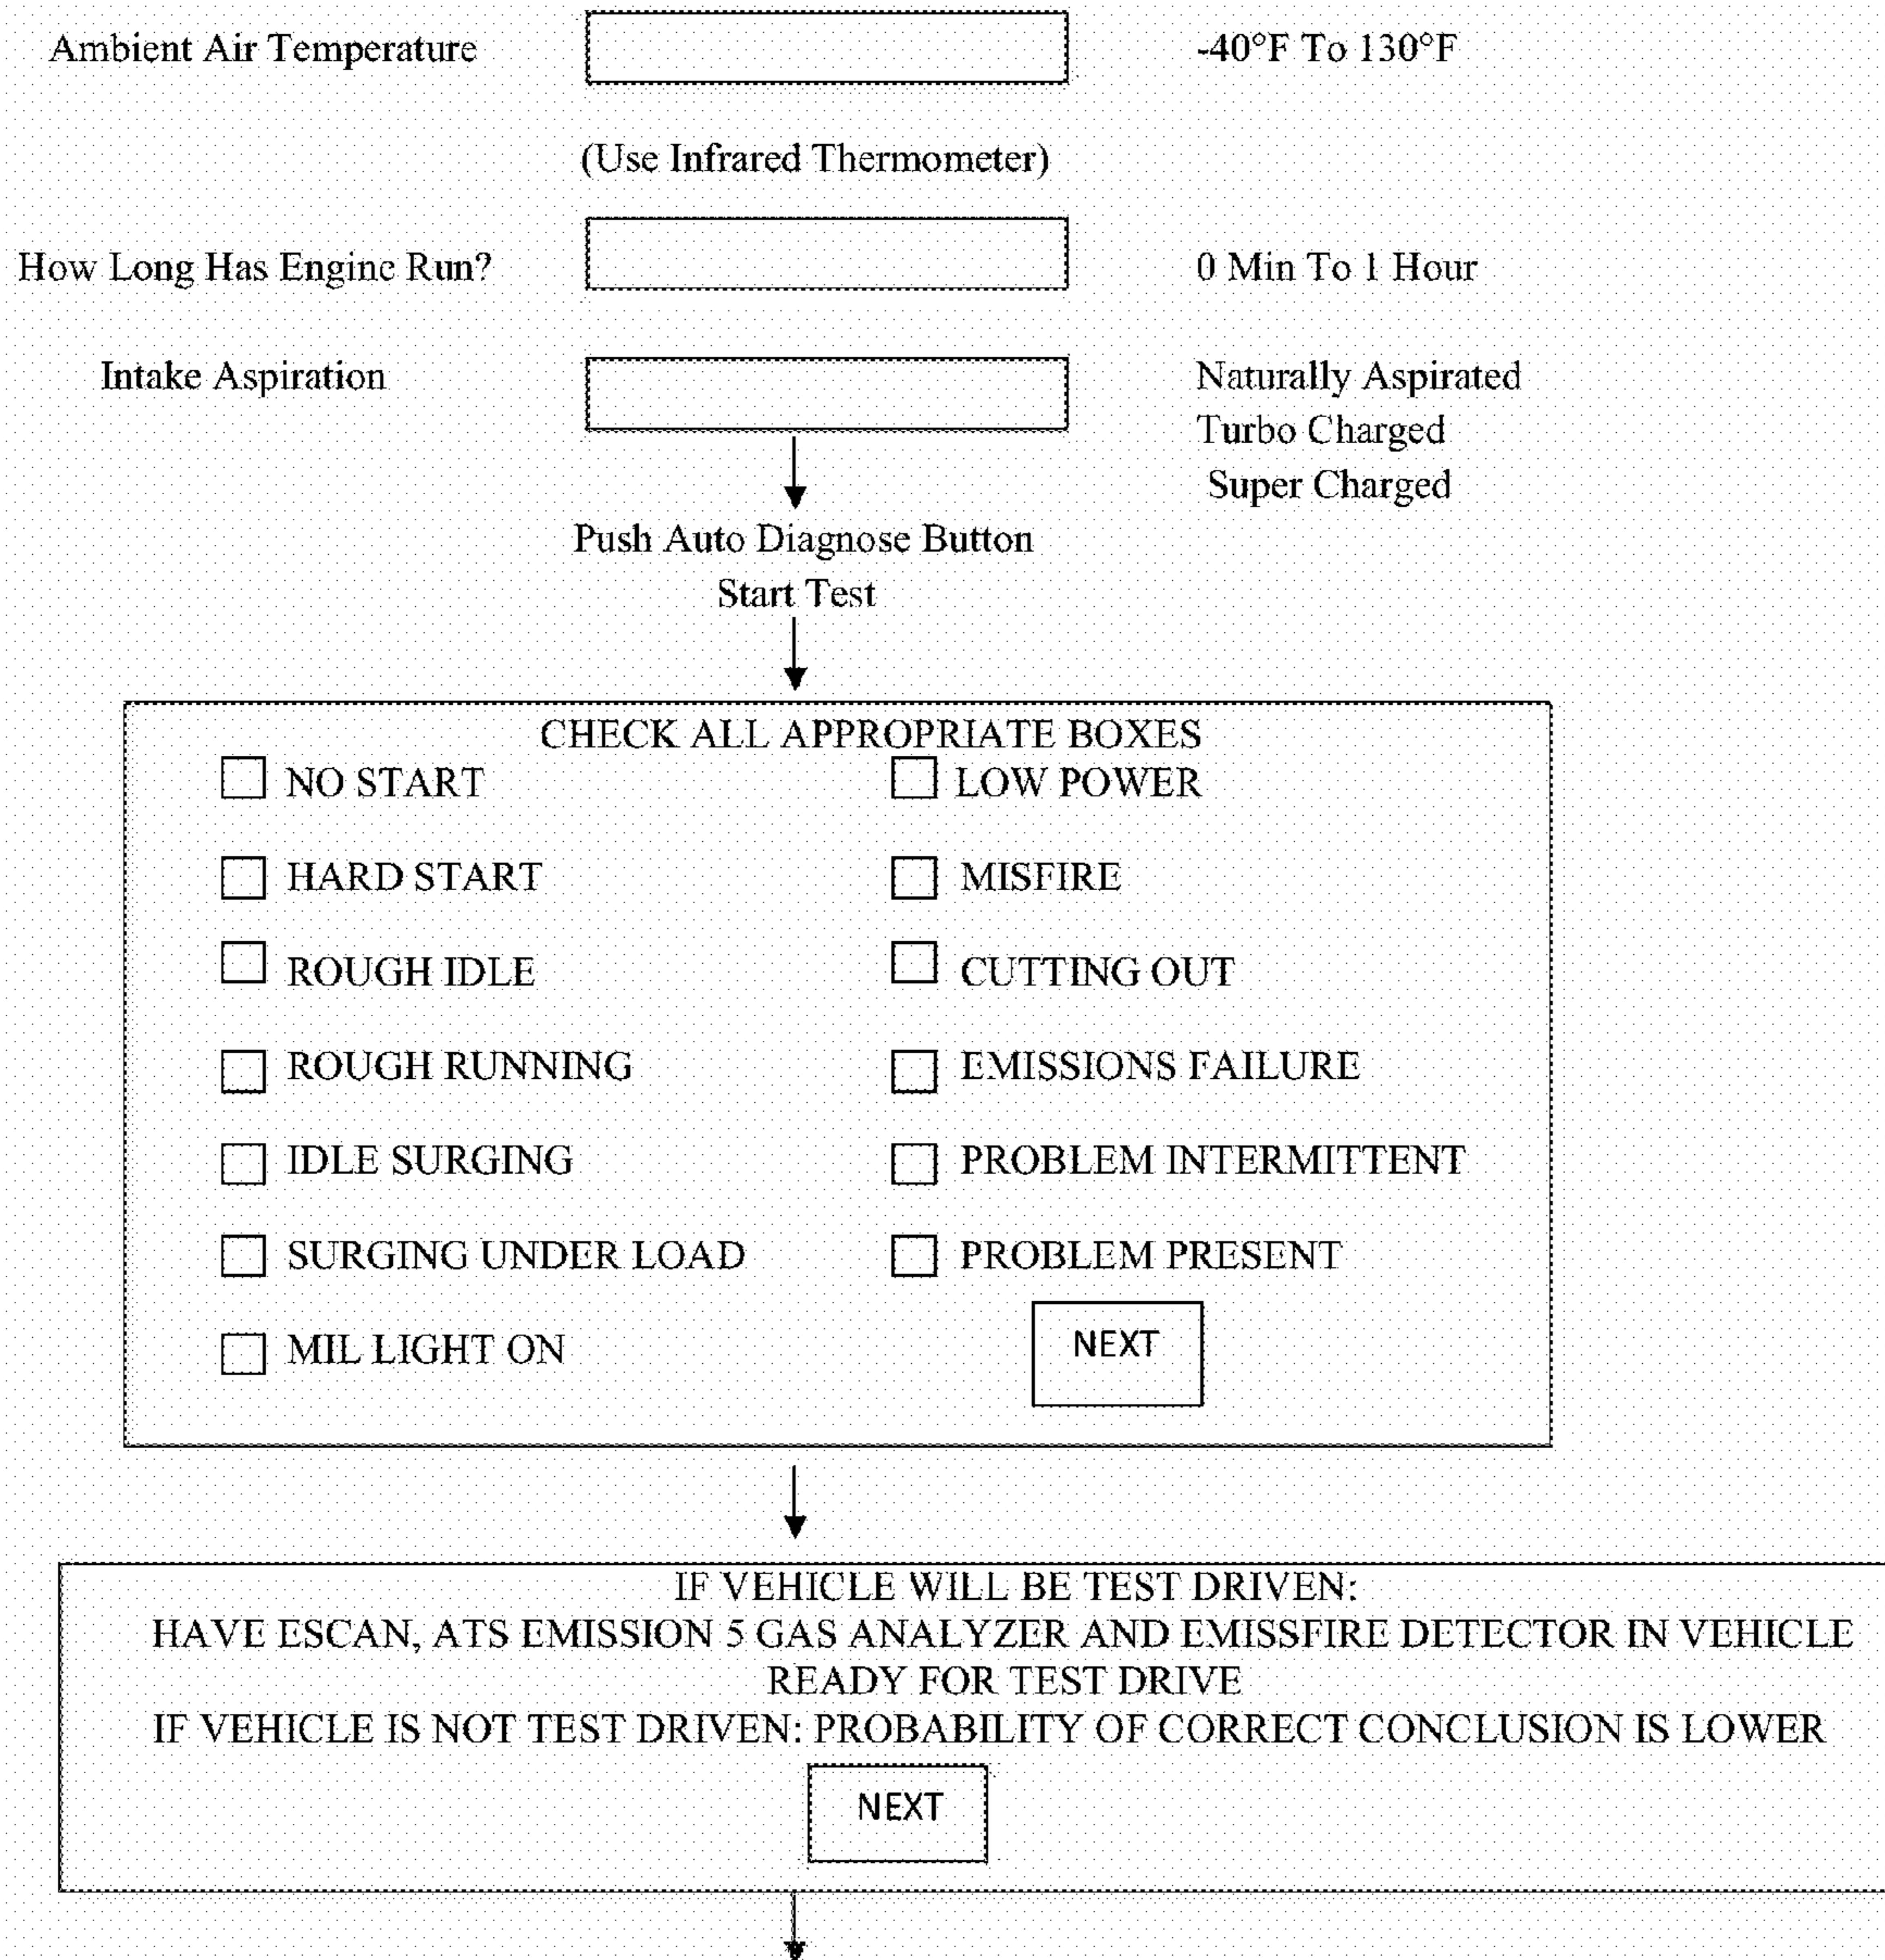 Ambient Air Temperature -40°F To 130°F
(Use Infrared Thermometer)
How Long Has Engine Run? 0 Min To 1 Hour
Intake Aspiration Naturally Aspirated
Turbo Charged
Super Charged
Push Auto Diagnose Button
Start Test
CHECK ALL APPROPRIATE BOXES
NO START LOW POWER
HARD START MISFIRE
ROUGH IDLE CUTTING OUT
ROUGH RUNNING EMISSIONS FAILURE
IDLE SURGING PROBLEM INTERMITTENT
SURGING UNDER LOAD PROBLEM PRESENT
MIL LIGHT ON NEXT
IF VEHICLE WILL BE TEST DRIVEN:
HAVE ESCAN, ATS EMISSION 5 GAS ANALYZER AND EMISSFIRE DETECTOR IN VEHICLE
READY FOR TEST DRIVE
IF VEHICLE IS NOT TEST DRIVEN: PROBABILITY OF CORRECT CONCLUSION IS LOWER
NEXT